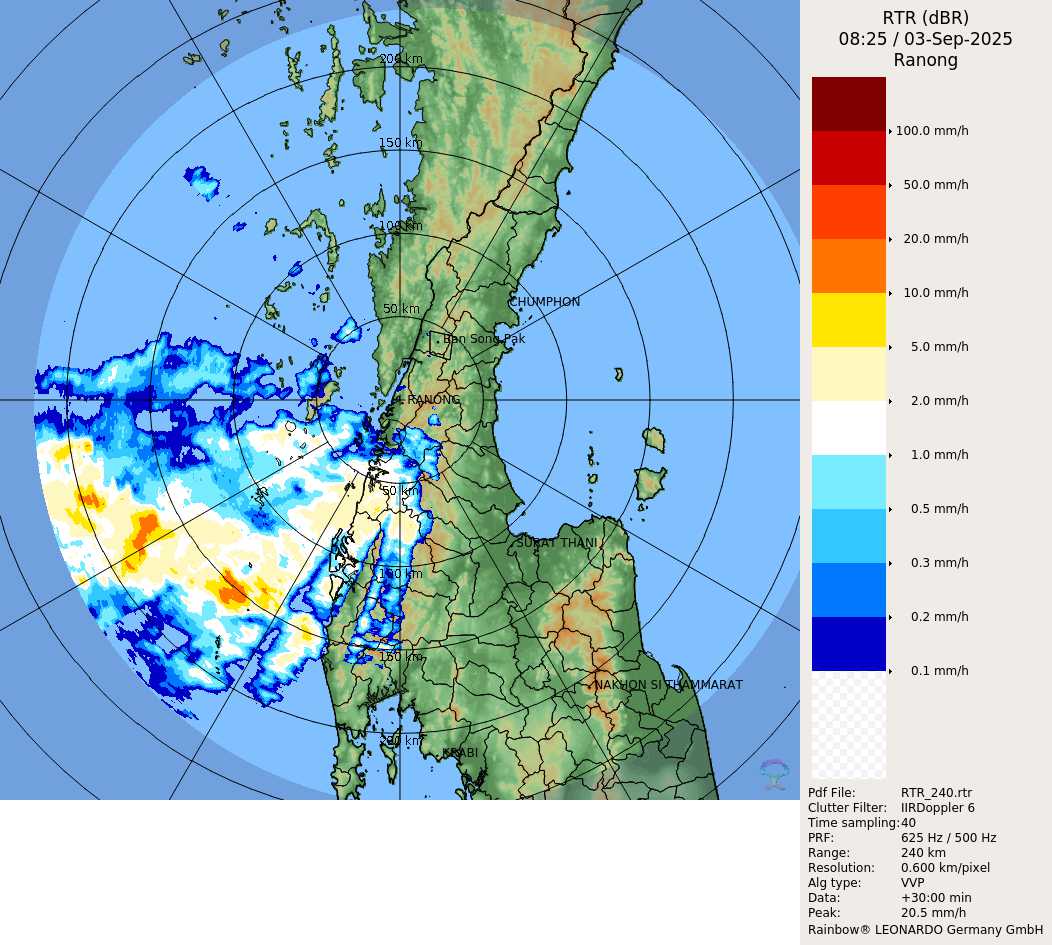 RTR (dBR)
08:25 / 03-Sep-2025
Ranong
200 km
150 km
100 km
50 km
CHUMPHON
Ban Song Pak
RANONG
50 km
SURAT THANI
100 km
150 km
NAKHON SI THAMMARAT
200 km
KRABI
100.0 mm/h
50.0 mm/h
20.0 mm/h
10.0 mm/h
5.0 mm/h
2.0 mm/h
1.0 mm/h
0.5 mm/h
0.3 mm/h
0.2 mm/h
0.1 mm/h
Pdf File: RTR_240.rtr
Clutter Filter: IIRDoppler 6
Time sampling: 40
PRF: 625 Hz / 500 Hz
Range: 240 km
Resolution: 0.600 km/pixel
Alg type: VVP
Data: +30:00 min
Peak: 20.5 mm/h
Rainbow® LEONARDO Germany GmbH